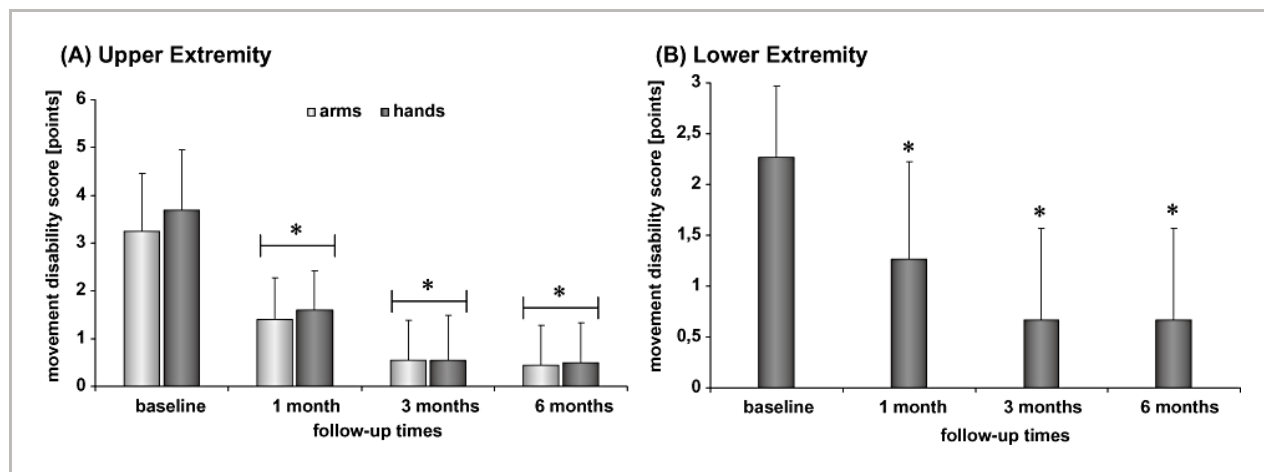 (A) Upper Extremity
movement disability score [points]
6
5
4
3
2
1
0
arms hands
*
*
*
baseline 1 month 3 months 6 months
follow-up times
(B) Lower Extremity
movement disability score [points]
3
2,5
2
1,5
1
0,5
0
*
*
*
baseline 1 month 3 months 6 months
follow-up times